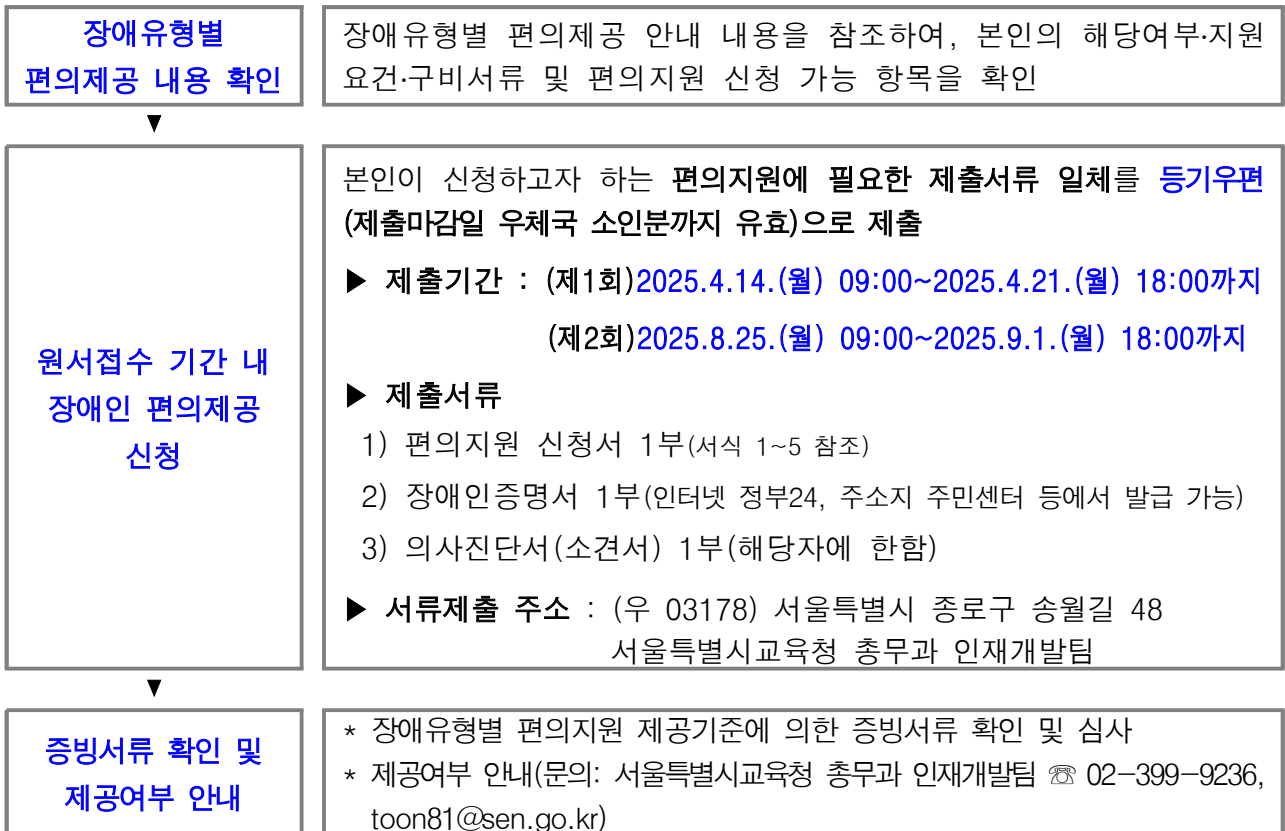 장애유형별
편의제공 내용 확인
장애유형별 편의제공 안내 내용을 참조하여, 본인의 해당여부·지원
요건·구비서류 및 편의지원 신청 가능 항목을 확인
▼
원서접수 기간 내
장애인 편의제공
신청
본인이 신청하고자 하는 편의지원에 필요한 제출서류 일체를 등기우편
(제출마감일 우체국 소인분까지 유효)으로 제출
▶ 제출기간 : (제1회)2025.4.14.(월) 09:00~2025.4.21.(월) 18:00까지
(제2회)2025.8.25.(월) 09:00~2025.9.1.(월) 18:00까지
▶ 제출서류
1) 편의지원 신청서 1부(서식 1~5 참조)
2) 장애인증명서 1부(인터넷 정부24, 주소지 주민센터 등에서 발급 가능)
3) 의사진단서(소견서) 1부(해당자에 한함)
▶ 서류제출 주소 : (우 03178) 서울특별시 종로구 송월길 48
서울특별시교육청 총무과 인재개발팀
▼
증빙서류 확인 및
제공여부 안내
* 장애유형별 편의지원 제공기준에 의한 증빙서류 확인 및 심사
* 제공여부 안내(문의: 서울특별시교육청 총무과 인재개발팀 ☏ 02-399-9236,
toon81@sen.go.kr)